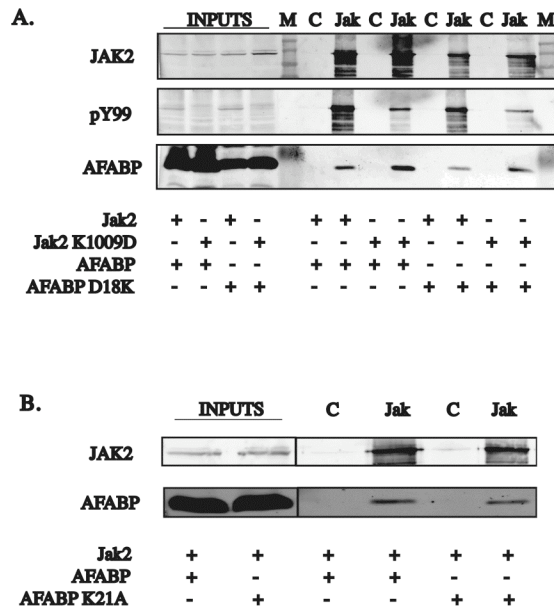 A.
INPUTS M C Jak C Jak C Jak C Jak M
JAK2
pY99
AFABP
Jak2 + - + - + + - - + + - -
Jak2 K1009D - + - + - - + + - - + +
AFABP + + - - + + + + - - - -
AFABP D18K - - + + - - - - + + + +
B.
INPUTS C Jak C Jak
JAK2
AFABP
Jak2 + + + + + +
AFABP + - + + - -
AFABP K21A - + - - + +